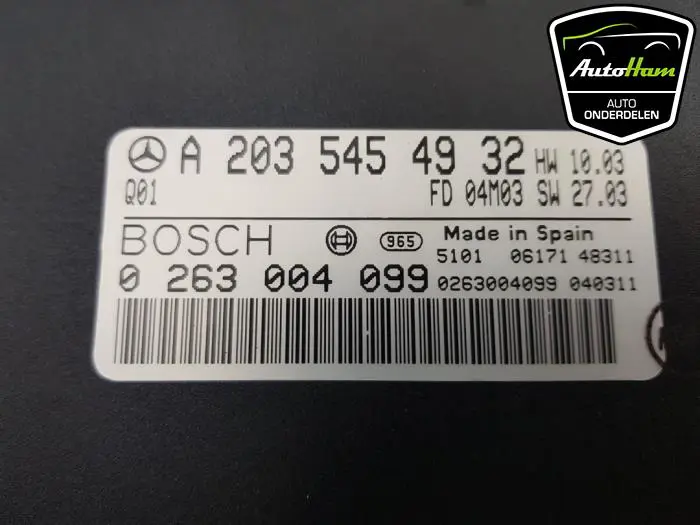 AutoHam
AUTO
ONDERDELEN
A 203 545 49 32 HW 10.03
Q01 FD 04M03 SW 27.03
BOSCH 965 Made in Spain
5101 06171 48311
0 263 004 099 0263004099 040311